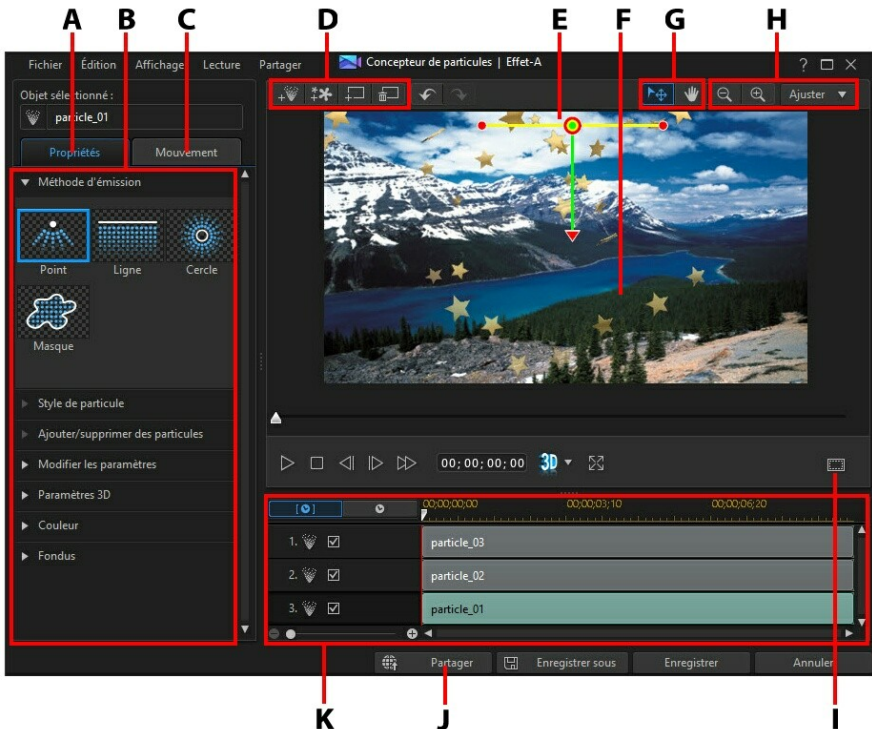 A B C D E F G H
Fichier Édition Affichage Lecture Partager Concepteur de particules | Effet-A
Objet sélectionné :
particle_01
Ajuster
Propriétés Mouvement
Méthode d'émission
Point Ligne Cercle
Masque
Style de particule
Ajouter/supprimer des particules
Modifier les paramètres
Paramètres 3D
Couleur
Fondus
00; 00; 00; 00 3D
00;00;00;00 00;00;03;10 00;00;06;20
1. particle_03
2. particle_02
3. particle_01
Partager Enregistrer sous Enregistrer Annuler
K J I